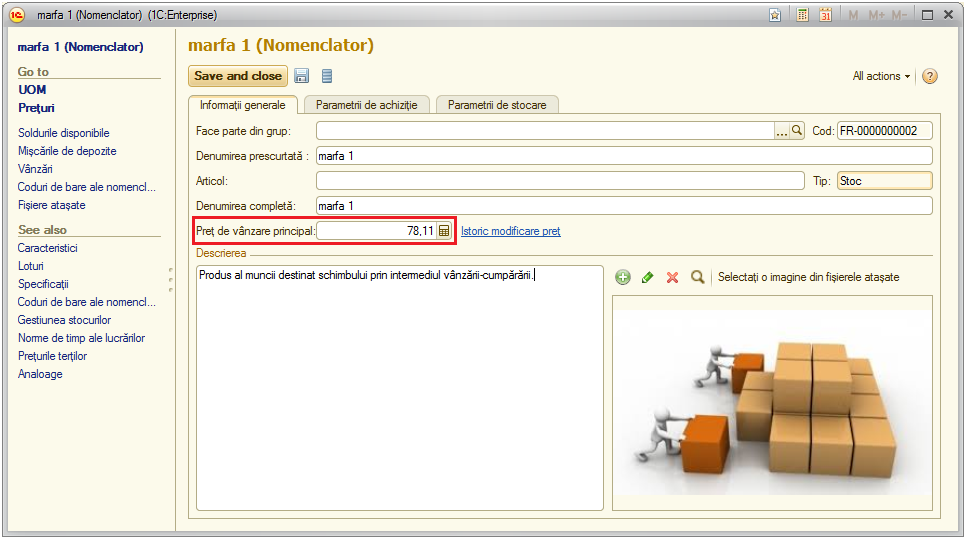 marfa 1 (Nomenclator) (1C:Enterprise)
M M+ M-
marfa 1 (Nomenclator)
Go to
UOM
Prețuri
Soldurile disponibile
Mișcările de depozite
Vânzări
Coduri de bare ale nomencl...
Fișiere atașate
See also
Caracteristici
Loturi
Specificații
Coduri de bare ale nomencl...
Gestiunea stocurilor
Norme de timp ale lucrărilor
Prețurile terților
Analoage
marfa 1 (Nomenclator)
Save and close
All actions
?
Informații generale
Parametrii de achiziție
Parametrii de stocare
Face parte din grup: ... Cod: FR-0000000002
Denumirea prescurtată : marfa 1
Articol: Tip: Stoc
Denumirea completă: marfa 1
Preț de vânzare principal: 78,11 Istoric modificare preț
Descrierea
Produs al muncii destinat schimbului prin intermediul vânzării-cumpărării.
Selectați o imagine din fișierele atașate